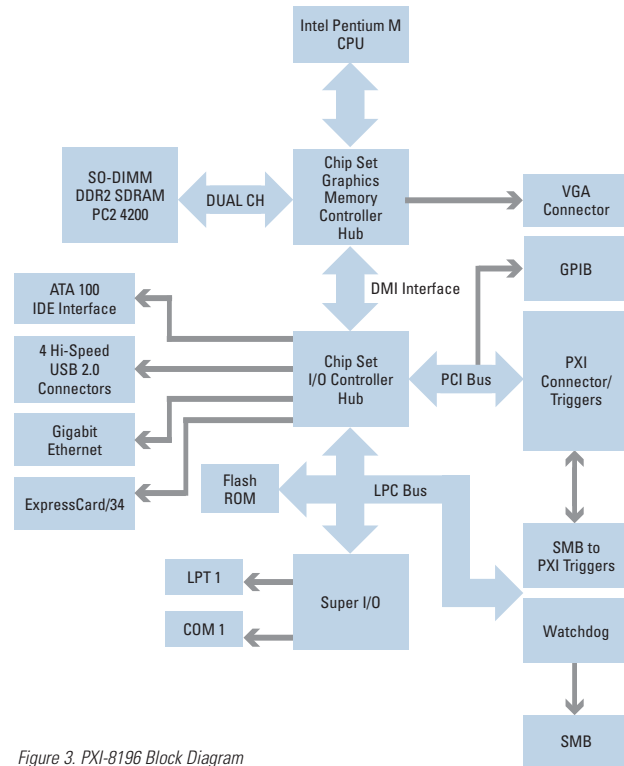 Intel Pentium M
CPU
SO-DIMM
DDR2 SDRAM
PC2 4200
DUAL CH
Chip Set
Graphics
Memory
Controller
Hub
VGA
Connector
GPIB
DMI Interface
ATA 100
IDE Interface
4 Hi-Speed
USB 2.0
Connectors
Gigabit
Ethernet
ExpressCard/34
Chip Set
I/O Controller
Hub
PCI Bus
PXI
Connector/
Triggers
Flash
ROM
LPC Bus
SMB to
PXI Triggers
LPT 1
COM 1
Super I/O
Watchdog
SMB
Figure 3. PXI-8196 Block Diagram